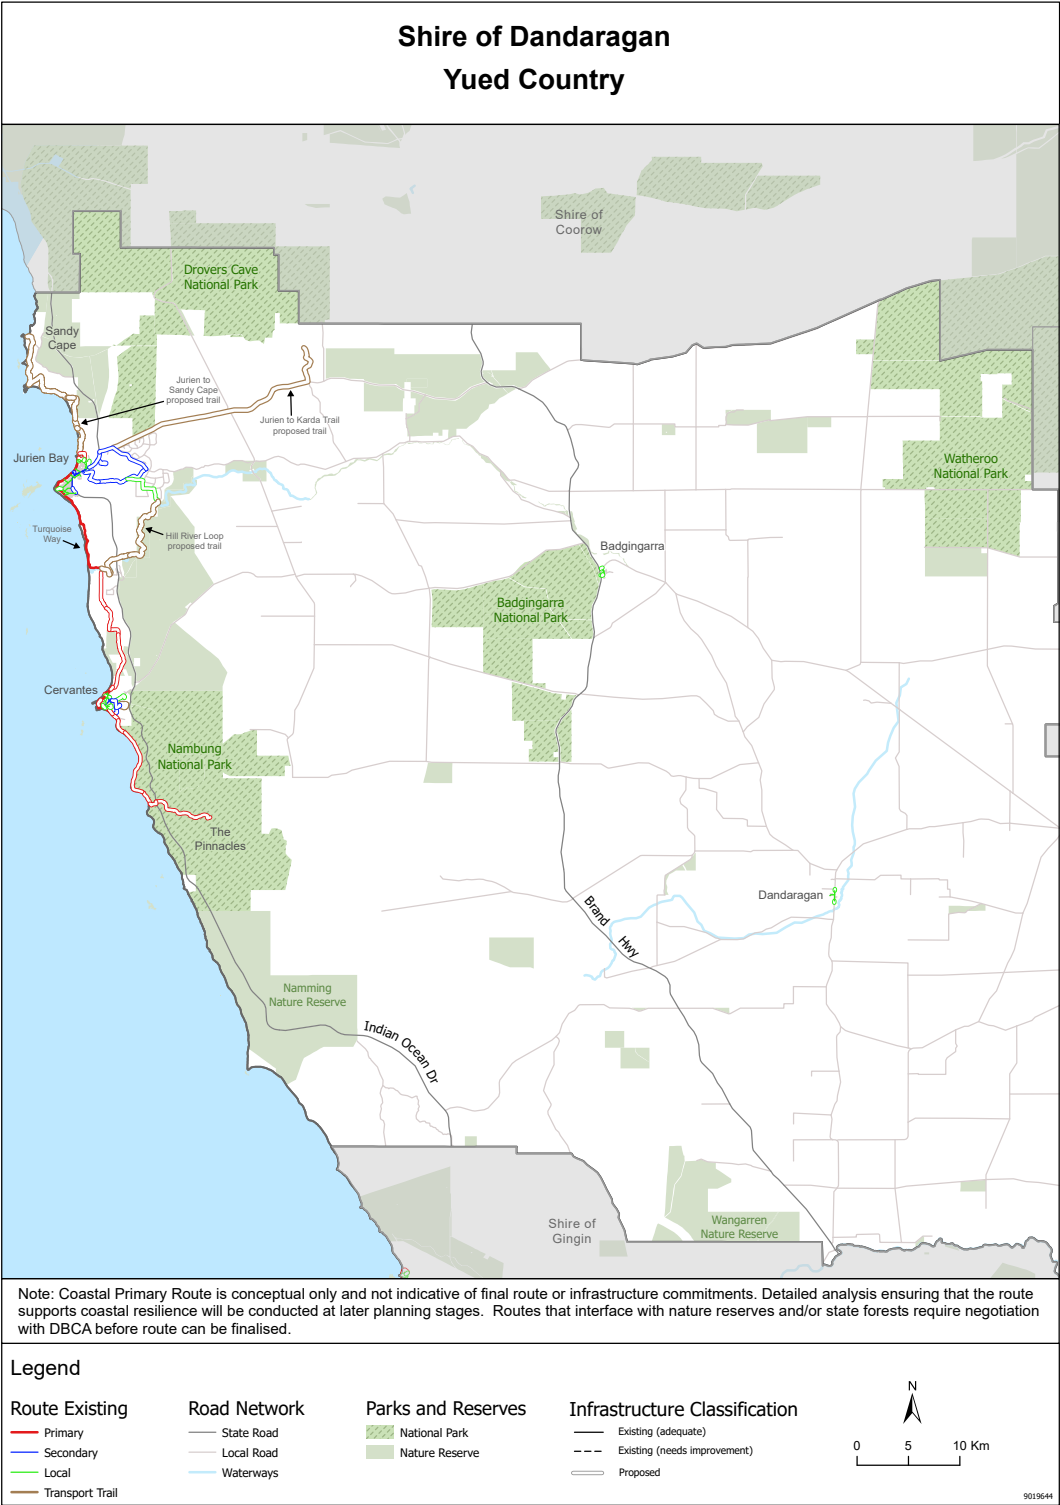 Shire of Dandaragan
Yued Country
Shire of
Coorow
Drovers Cave
National Park
Sandy
Cape
Jurien to
Sandy Cape
proposed trail
Jurien to Karda Trail
proposed trail
Jurien Bay
Watheroo
National Park
Turquoise
Way
Hill River Loop
proposed trail
Badgingarra
Badgingarra
National Park
Cervantes
Nambung
National Park
The
Pinnacles
Dandaragan
Brand Hwy
Namming
Nature Reserve
Indian Ocean Dr
Shire of
Gingin
Wangarren
Nature Reserve
Note: Coastal Primary Route is conceptual only and not indicative of final route or infrastructure commitments. Detailed analysis ensuring that the route
supports coastal resilience will be conducted at later planning stages. Routes that interface with nature reserves and/or state forests require negotiation
with DBCA before route can be finalised.
Legend
Route Existing
Primary
Secondary
Local
Transport Trail
Road Network
State Road
Local Road
Waterways
Parks and Reserves
National Park
Nature Reserve
Infrastructure Classification
Existing (adequate)
Existing (needs improvement)
Proposed
N
0 5 10 Km
9019644